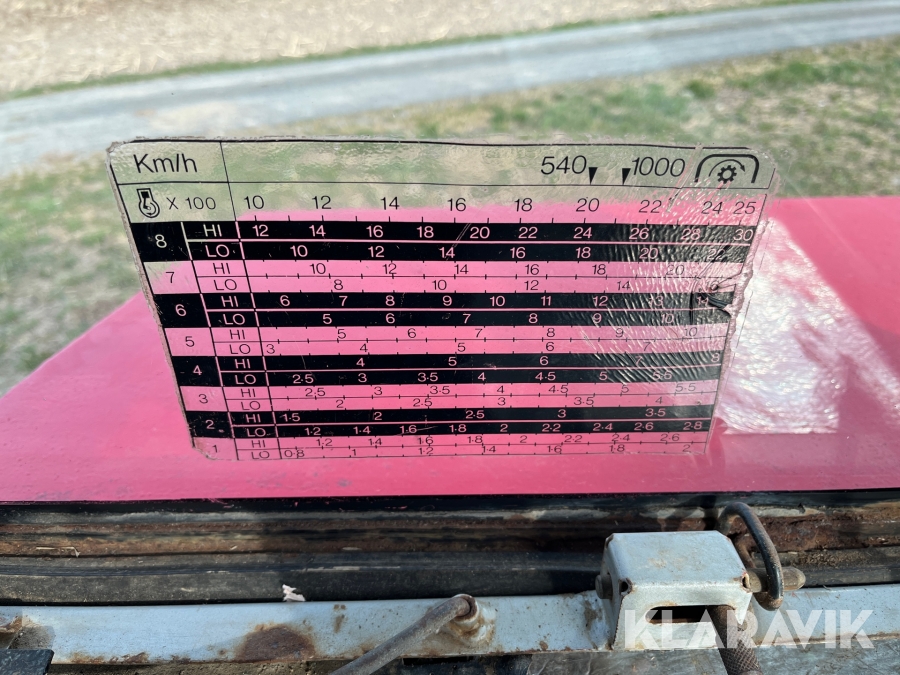 Km/h 540 1000
X 100 10 12 14 16 18 20 22 24 25
8 HI 12 14 16 18 20 22 24 26 28 30
LO 10 12 14 16 18 20 22
7 HI 10 12 14 16 18 20
LO 8 10 12 14
6 HI 6 7 8 9 10 11 12 13 14
LO 5 6 7 8 9 10
5 HI 5 6 7 8 9 10
LO 3 4 5 6 7
4 HI 4 5 6 7 8
LO 2·5 3 3·5 4 4·5 5 5·5
3 HI 2,5 3 3·5 4 4·5 5 5·5
LO 2 2.5 3 3·5 4
2 HI 1·5 2 2·5 3 3·5
LO 1·2 1·4 1·6 1·8 2 2·2 2·4 2·6 2·8
1 HI 1·2 1·4 1·6 1·8 2 2·2 2·4 2·6
LO 0·8 1 1·2 1·4 1·6 1·8 2
KLARAVIK